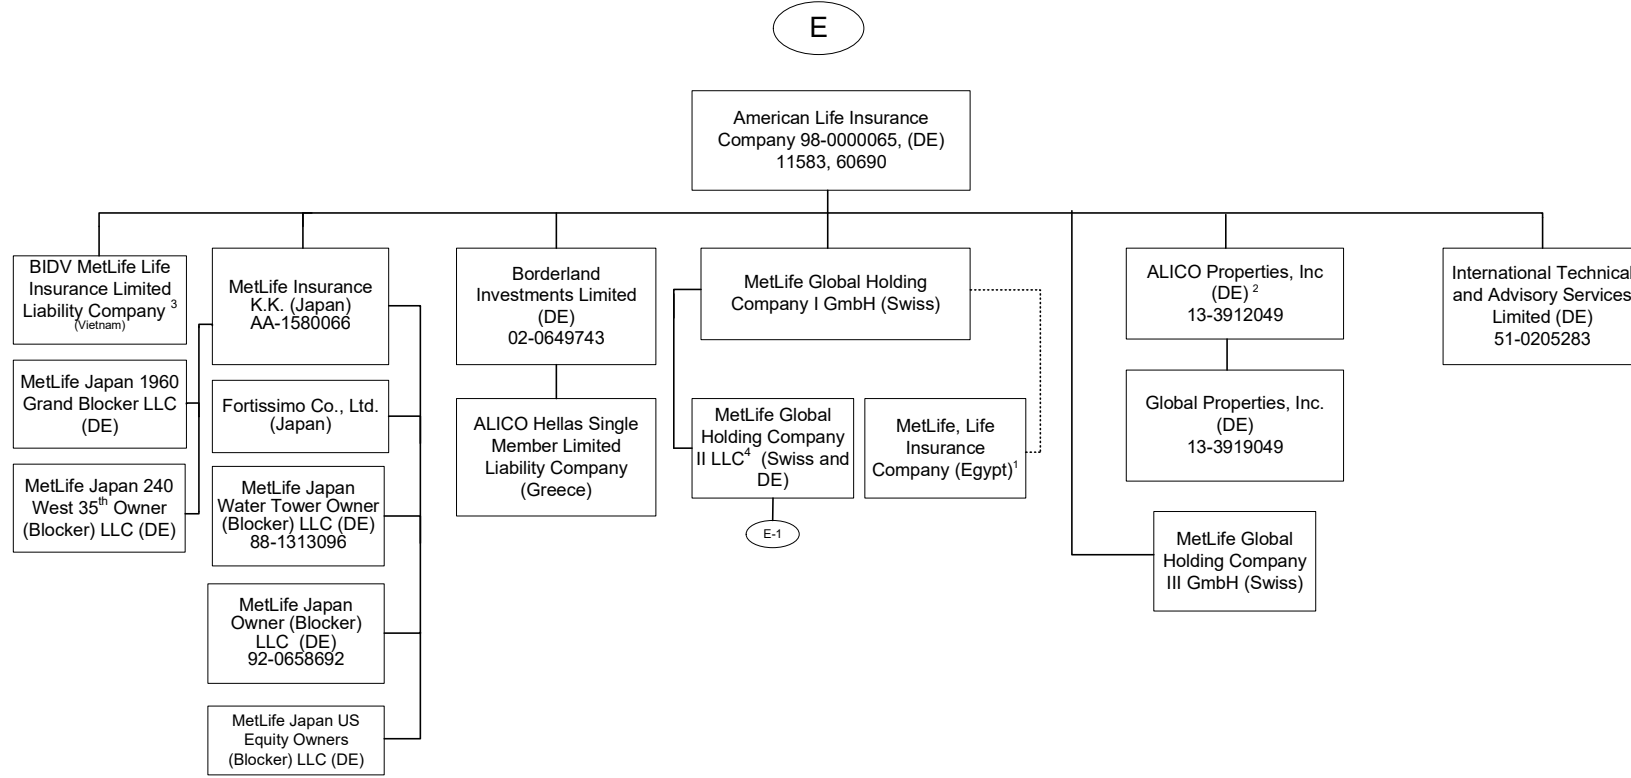 E
American Life Insurance
Company 98-0000065, (DE)
11583, 60690
BIDV MetLife Life
Insurance Limited
Liability Company ³
(Vietnam)
MetLife Insurance
K.K. (Japan)
AA-1580066
Borderland
Investments Limited
(DE)
02-0649743
MetLife Global Holding
Company I GmbH (Swiss)
ALICO Properties, Inc
(DE) ²
13-3912049
International Technical
and Advisory Services
Limited (DE)
51-0205283
MetLife Japan 1960
Grand Blocker LLC
(DE)
Fortissimo Co., Ltd.
(Japan)
ALICO Hellas Single
Member Limited
Liability Company
(Greece)
MetLife Global
Holding Company
II LLC⁴ (Swiss and
DE)
MetLife, Life
Insurance
Company (Egypt)¹
Global Properties, Inc.
(DE)
13-3919049
MetLife Japan 240
West 35th Owner
(Blocker) LLC (DE)
MetLife Japan
Water Tower Owner
(Blocker) LLC (DE)
88-1313096
E-1
MetLife Global
Holding Company
III GmbH (Swiss)
MetLife Japan
Owner (Blocker)
LLC (DE)
92-0658692
MetLife Japan US
Equity Owners
(Blocker) LLC (DE)